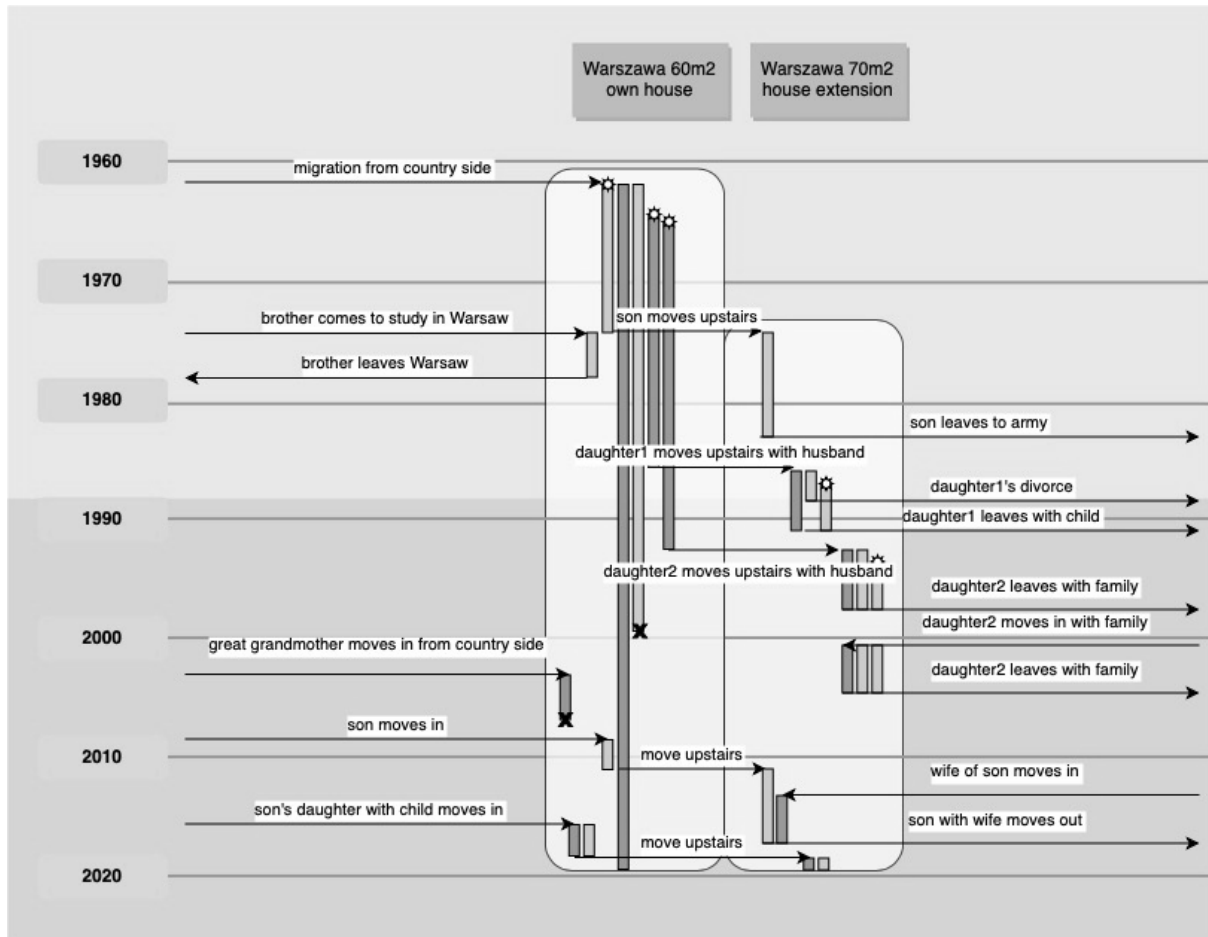 Warszawa 60m2
own house
Warszawa 70m2
house extension
1960
migration from country side
1970
brother comes to study in Warsaw
son moves upstairs
brother leaves Warsaw
1980
son leaves to army
daughter1 moves upstairs with husband
daughter1's divorce
1990
daughter1 leaves with child
daughter2 moves upstairs with husband
daughter2 leaves with family
2000
daughter2 moves in with family
great grandmother moves in from country side
daughter2 leaves with family
son moves in
2010
move upstairs
wife of son moves in
son's daughter with child moves in
son with wife moves out
move upstairs
2020